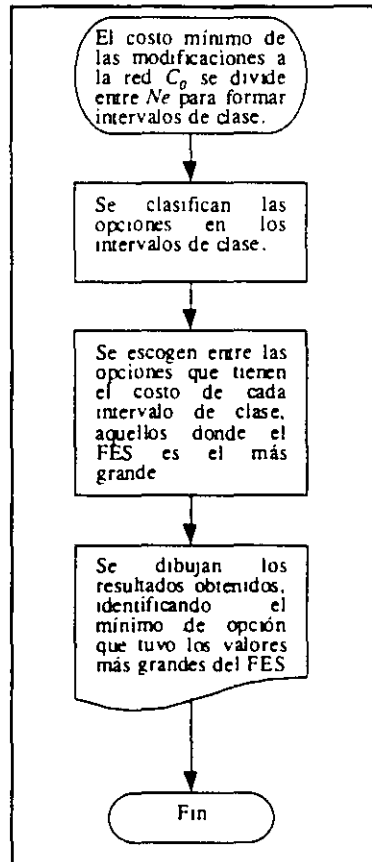 El costo mínimo de
las modificaciones a
la red C₀ se divide
entre Ne para formar
intervalos de clase.
Se clasifican las
opciones en los
intervalos de clase.
Se escogen entre las
opciones que tienen
el costo de cada
intervalo de clase,
aquellos donde el
FES es el más
grande
Se dibujan los
resultados obtenidos,
identificando el
mínimo de opción
que tuvo los valores
más grandes del FES
Fin